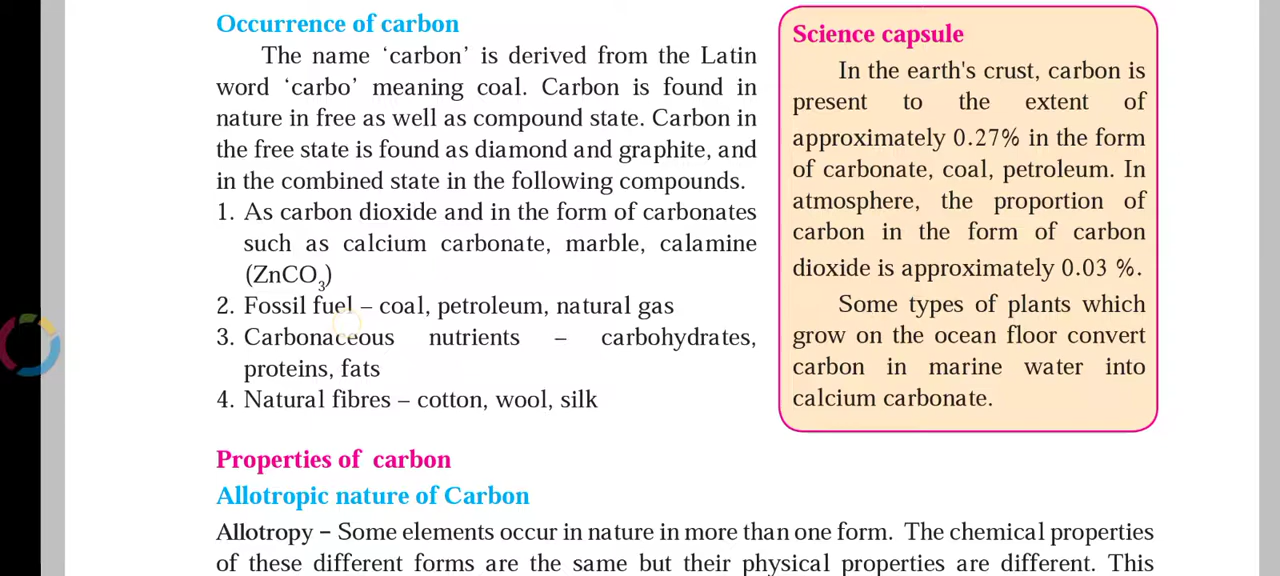 Occurrence of carbon
The name ‘carbon’ is derived from the Latin
word ‘carbo’ meaning coal. Carbon is found in
nature in free as well as compound state. Carbon in
the free state is found as diamond and graphite, and
in the combined state in the following compounds.
1. As carbon dioxide and in the form of carbonates
such as calcium carbonate, marble, calamine
(ZnCO₃)
2. Fossil fuel – coal, petroleum, natural gas
3. Carbonaceous nutrients – carbohydrates,
proteins, fats
4. Natural fibres – cotton, wool, silk
Science capsule
In the earth's crust, carbon is
present to the extent of
approximately 0.27% in the form
of carbonate, coal, petroleum. In
atmosphere, the proportion of
carbon in the form of carbon
dioxide is approximately 0.03 %.
Some types of plants which
grow on the ocean floor convert
carbon in marine water into
calcium carbonate.
Properties of carbon
Allotropic nature of Carbon
Allotropy – Some elements occur in nature in more than one form. The chemical properties
of these different forms are the same but their physical properties are different. This